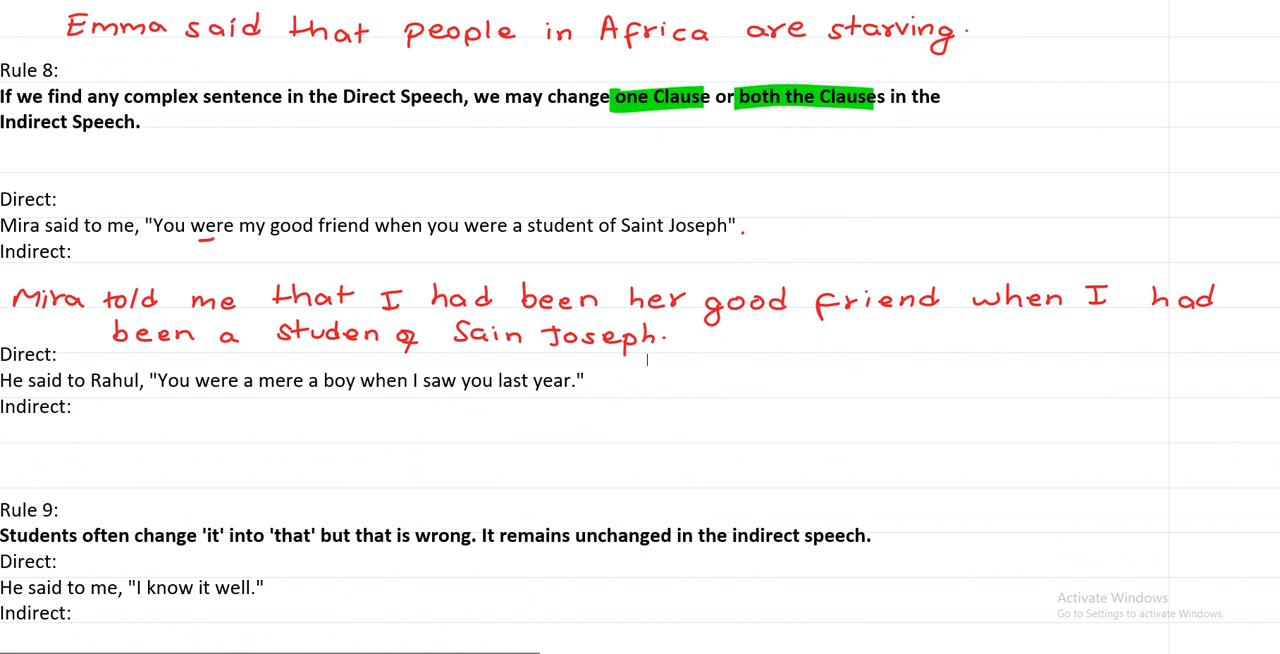 Emma said that people in Africa are starving.
Rule 8:
If we find any complex sentence in the Direct Speech, we may change one Clause or both the Clauses in the
Indirect Speech.
Direct:
Mira said to me, "You were my good friend when you were a student of Saint Joseph" .
Indirect:
Mira told me that I had been her good friend when I had
been a studen of Sain Joseph.
Direct:
He said to Rahul, "You were a mere a boy when I saw you last year."
Indirect:
Rule 9:
Students often change 'it' into 'that' but that is wrong. It remains unchanged in the indirect speech.
Direct:
He said to me, "I know it well."
Indirect:
Activate Windows
Go to Settings to activate Windows.